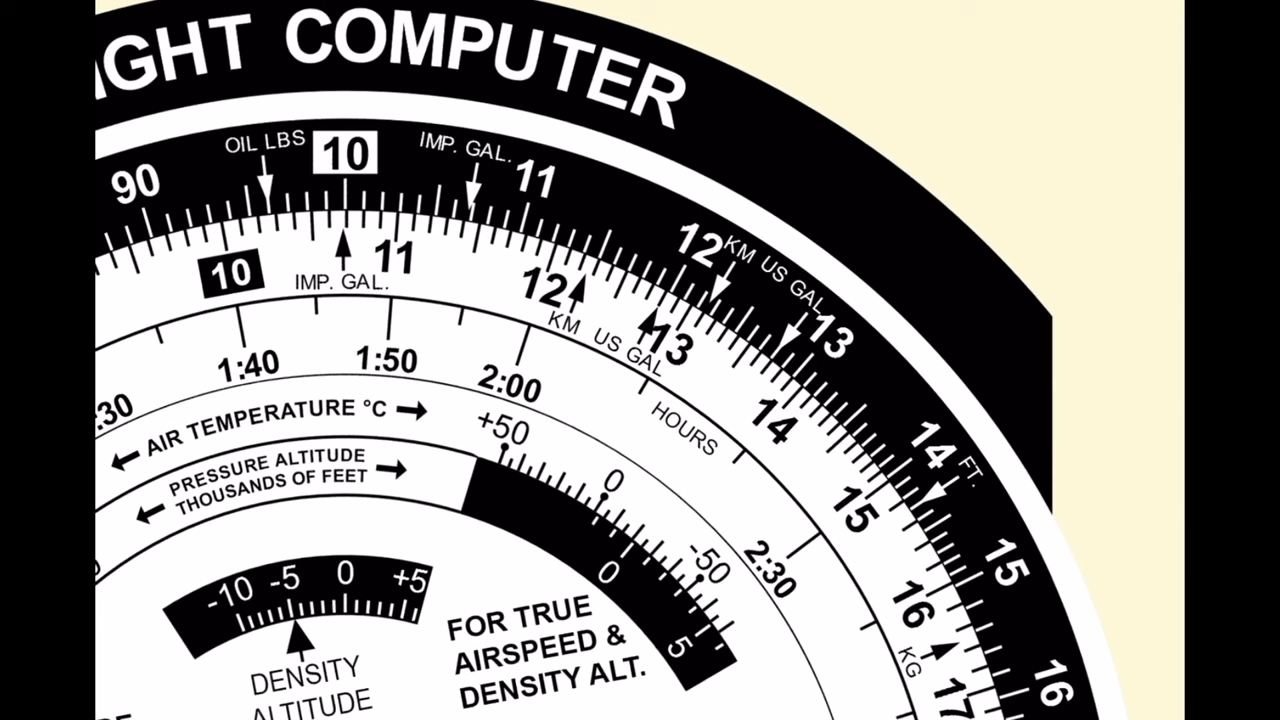 IGHT COMPUTER
OIL LBS
10
IMP. GAL.
90
11
12
KM
US GAL
13
14
FT.
15
16
10
11
IMP. GAL.
12
KM
US GAL
13
14
15
16
KG
17
:30
1:40
1:50
2:00
HOURS
2:30
AIR TEMPERATURE °C
PRESSURE ALTITUDE
THOUSANDS OF FEET
+50
0
-50
0
5
-10 -5 0 +5
DENSITY
ALTITUDE
FOR TRUE
AIRSPEED &
DENSITY ALT.